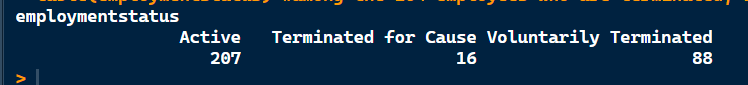 employmentstatus
Active Terminated for Cause Voluntarily Terminated
207 16 88
>